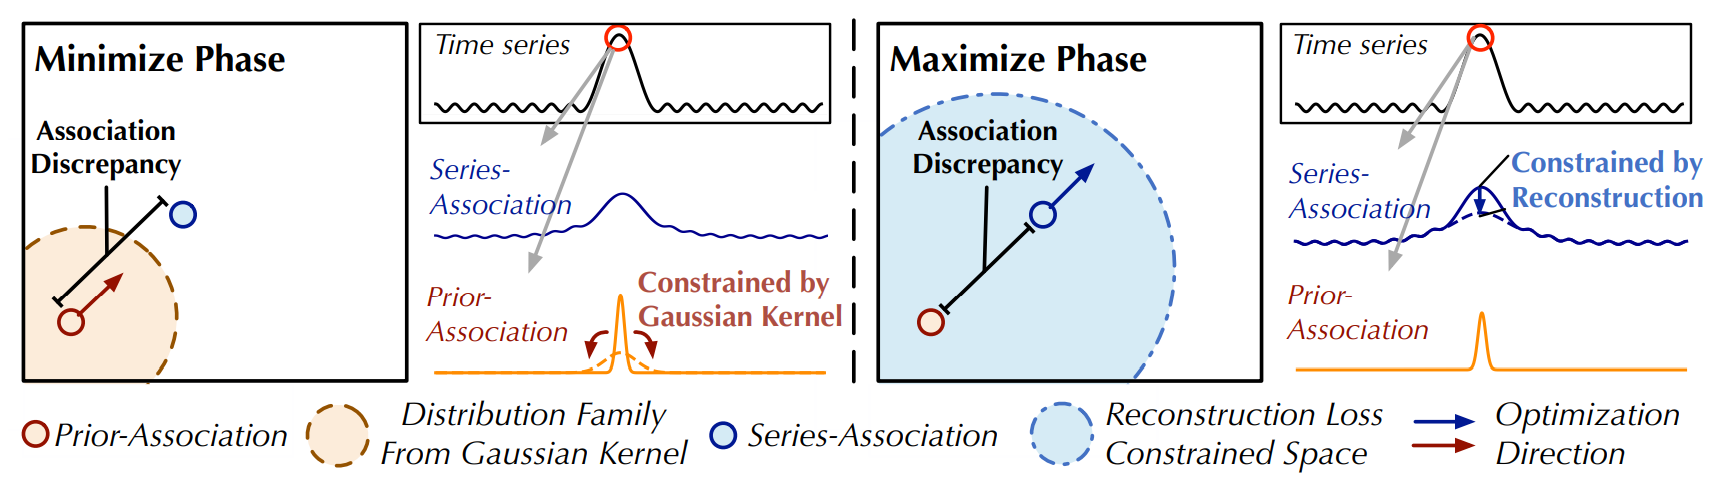 Minimize Phase
Association
Discrepancy
Time series
Series-
Association
Prior-
Association
Constrained by
Gaussian Kernel
Maximize Phase
Association
Discrepancy
Time series
Series-
Association
Constrained by
Reconstruction
Prior-
Association
Prior-Association
Distribution Family
From Gaussian Kernel
Series-Association
Reconstruction Loss
Constrained Space
Optimization
Direction